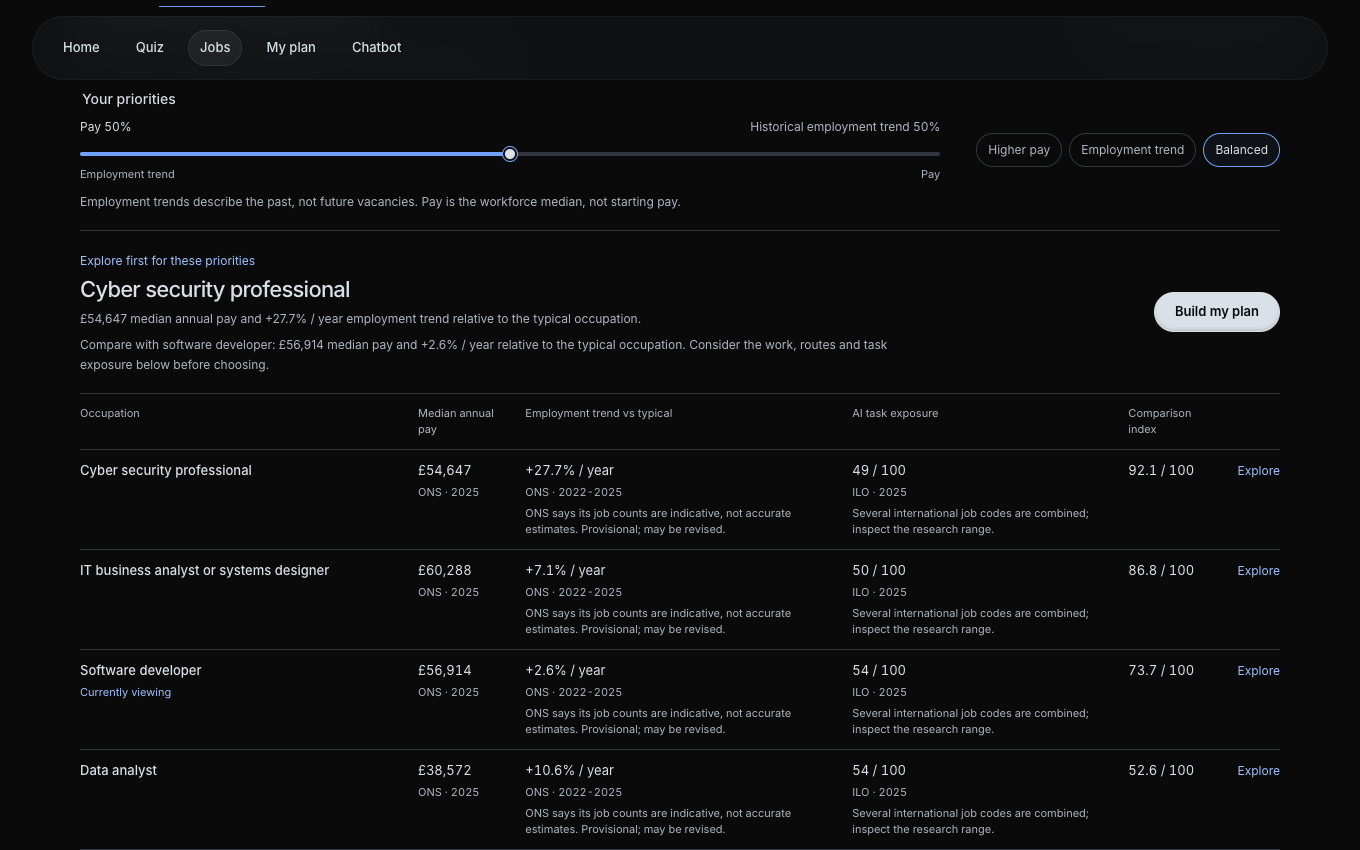 Home Quiz Jobs My plan Chatbot
Your priorities
Pay 50% Historical employment trend 50%
Higher pay Employment trend Balanced
Employment trend Pay
Employment trends describe the past, not future vacancies. Pay is the workforce median, not starting pay.
Explore first for these priorities
Cyber security professional
£54,647 median annual pay and +27.7% / year employment trend relative to the typical occupation.
Build my plan
Compare with software developer: £56,914 median pay and +2.6% / year relative to the typical occupation. Consider the work, routes and task
exposure below before choosing.
Occupation Median annual Employment trend vs typical AI task exposure Comparison
pay index
Cyber security professional £54,647 +27.7% / year 49 / 100 92.1 / 100 Explore
ONS · 2025 ONS · 2022-2025 ILO · 2025
ONS says its job counts are indicative, not accurate Several international job codes are combined;
estimates. Provisional; may be revised. inspect the research range.
IT business analyst or systems designer £60,288 +7.1% / year 50 / 100 86.8 / 100 Explore
ONS · 2025 ONS · 2022-2025 ILO · 2025
ONS says its job counts are indicative, not accurate Several international job codes are combined;
estimates. Provisional; may be revised. inspect the research range.
Software developer £56,914 +2.6% / year 54 / 100 73.7 / 100 Explore
Currently viewing ONS · 2025 ONS · 2022-2025 ILO · 2025
ONS says its job counts are indicative, not accurate Several international job codes are combined;
estimates. Provisional; may be revised. inspect the research range.
Data analyst £38,572 +10.6% / year 54 / 100 52.6 / 100 Explore
ONS · 2025 ONS · 2022-2025 ILO · 2025
ONS says its job counts are indicative, not accurate Several international job codes are combined;
estimates. Provisional; may be revised. inspect the research range.